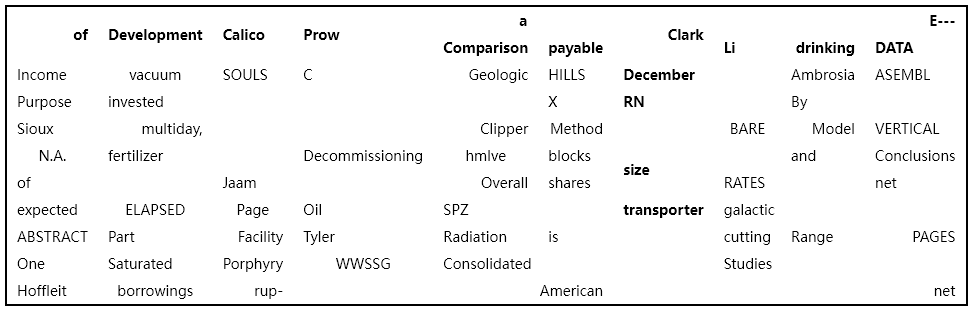 of Development Calico Prow a Comparison payable Clark Li drinking E--- DATA
Income vacuum SOULS C Geologic HILLS December Ambrosia ASEMBL
Purpose invested X RN By
Sioux multiday, Clipper Method BARE Model VERTICAL
N.A. fertilizer Decommissioning hmlve blocks size and Conclusions
of Jaam Overall shares RATES net
expected ELAPSED Page Oil SPZ transporter galactic
ABSTRACT Part Facility Tyler Radiation is cutting Range PAGES
One Saturated Porphyry WWSSG Consolidated Studies
Hoffleit borrowings rup- American net